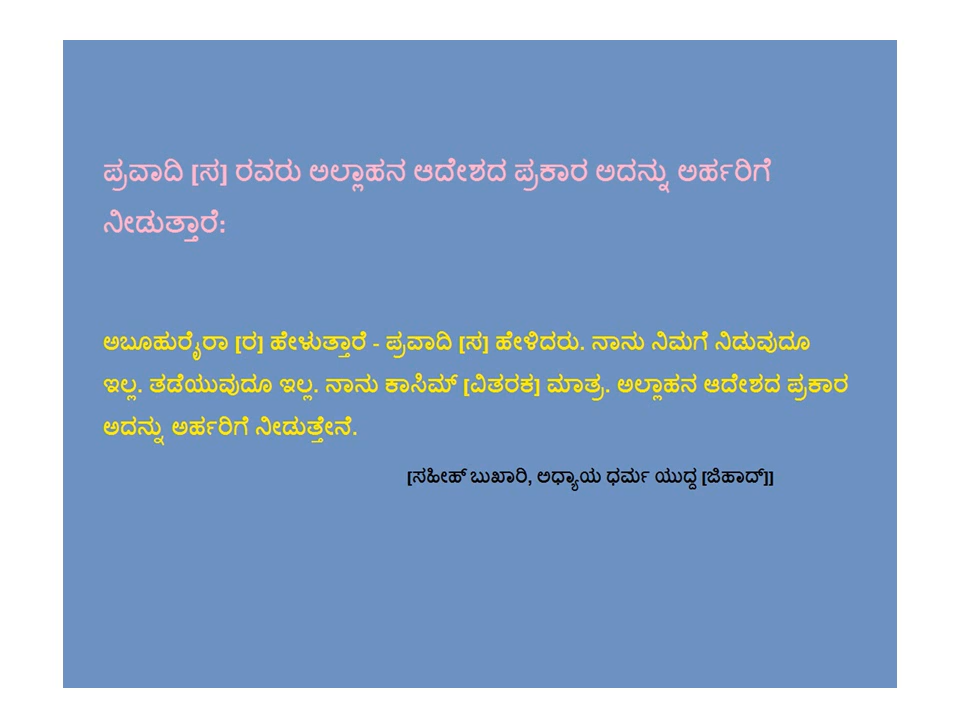 ಪ್ರವಾದಿ [ಸ] ರವರು ಅಲ್ಲಾಹನ ಆದೇಶದ ಪ್ರಕಾರ ಅದನ್ನು ಅರ್ಹರಿಗೆ
ನೀಡುತ್ತಾರೆ:
ಅಬೂಹುರೈರಾ [ರ] ಹೇಳುತ್ತಾರೆ - ಪ್ರವಾದಿ [ಸ] ಹೇಳಿದರು. ನಾನು ನಿಮಗೆ ನಿಡುವುದೂ
ಇಲ್ಲ. ತಡೆಯುವುದೂ ಇಲ್ಲ. ನಾನು ಕಾಸಿಮ್ [ವಿತರಕ] ಮಾತ್ರ. ಅಲ್ಲಾಹನ ಆದೇಶದ ಪ್ರಕಾರ
ಅದನ್ನು ಅರ್ಹರಿಗೆ ನೀಡುತ್ತೇನೆ.
[ಸಹೀಹ್ ಬುಖಾರಿ, ಅಧ್ಯಾಯ ಧರ್ಮ ಯುದ್ದ [ಜಿಹಾದ್]]